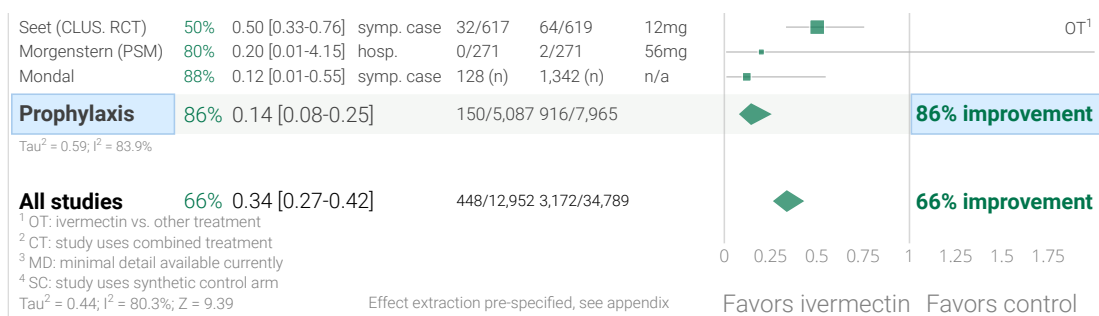 Seet (CLUS. RCT) 50% 0.50 [0.33-0.76] symp. case 32/617 64/619 12mg OT1
Morgenstern (PSM) 80% 0.20 [0.01-4.15] hosp. 0/271 2/271 56mg
Mondal 88% 0.12 [0.01-0.55] symp. case 128 (n) 1,342 (n) n/a
Prophylaxis 86% 0.14 [0.08-0.25] 150/5,087 916/7,965 86% improvement
Tau2 = 0.59; I2 = 83.9%
All studies 66% 0.34 [0.27-0.42] 448/12,952 3,172/34,789 66% improvement
1 OT: ivermectin vs. other treatment
2 CT: study uses combined treatment
3 MD: minimal detail available currently
4 SC: study uses synthetic control arm
0 0.25 0.5 0.75 1 1.25 1.5 1.75
Tau2 = 0.44; I2 = 80.3%; Z = 9.39 Effect extraction pre-specified, see appendix Favors ivermectin Favors control